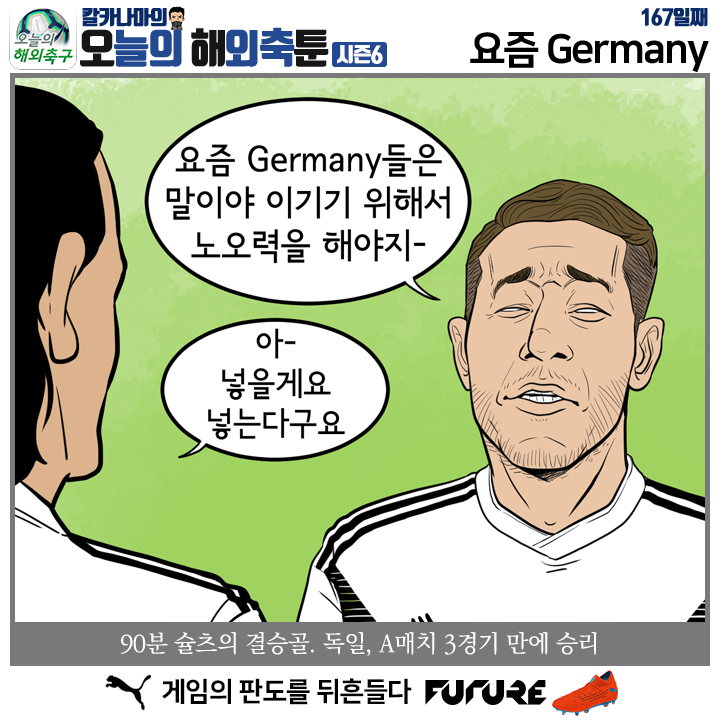 오늘의
해외축구
칼카나마의
오늘의 해외축툰
시즌6
167일째
요즘 Germany
요즘 Germany들은
말이야 이기기 위해서
노오력을 해야지-
아-
넣을게요
넣는다구요
90분 슐츠의 결승골. 독일, A매치 3경기 만에 승리
게임의 판도를 뒤흔들다 FUTURE